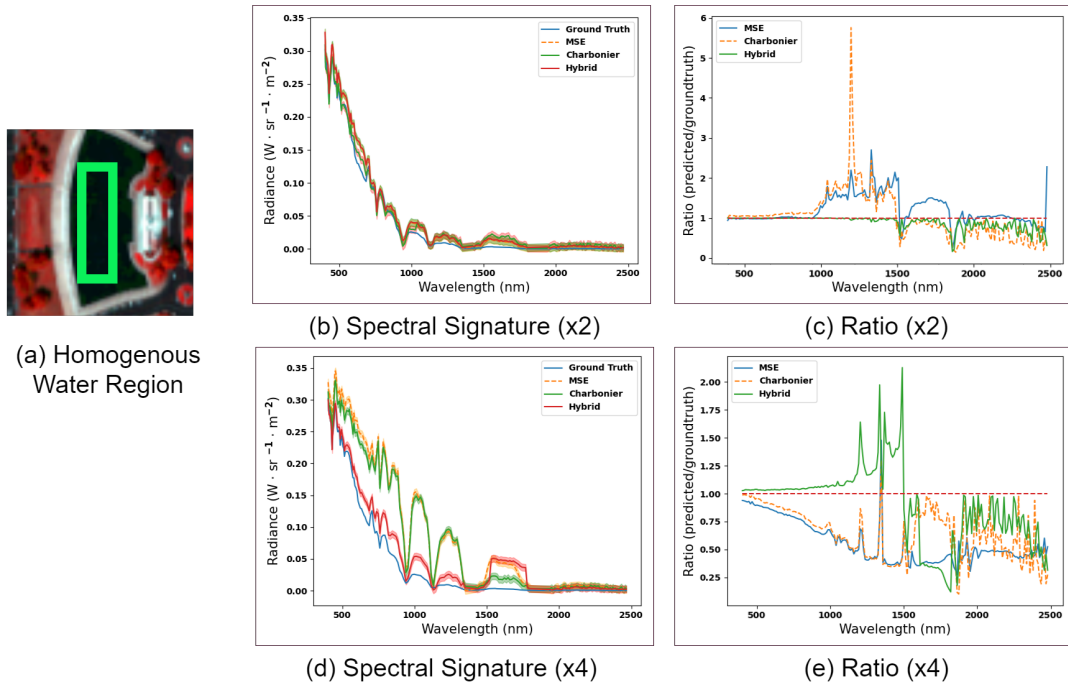 Ground Truth
MSE
Charbonier
Hybrid
Radiance (W · sr⁻¹ · m⁻²)
0.35
0.30
0.25
0.20
0.15
0.10
0.05
0.00
500
1000
1500
2000
2500
Wavelength (nm)
(b) Spectral Signature (x2)
MSE
Charbonier
Hybrid
Ratio (predicted/groundtruth)
6
5
4
3
2
1
0
500
1000
1500
2000
2500
Wavelength (nm)
(c) Ratio (x2)
(a) Homogenous
Water Region
Ground Truth
MSE
Charbonier
Hybrid
Radiance (W · sr⁻¹ · m⁻²)
0.35
0.30
0.25
0.20
0.15
0.10
0.05
0.00
500
1000
1500
2000
2500
Wavelength (nm)
(d) Spectral Signature (x4)
MSE
Charbonier
Hybrid
Ratio (predicted/groundtruth)
2.00
1.75
1.50
1.25
1.00
0.75
0.50
0.25
500
1000
1500
2000
2500
Wavelength (nm)
(e) Ratio (x4)